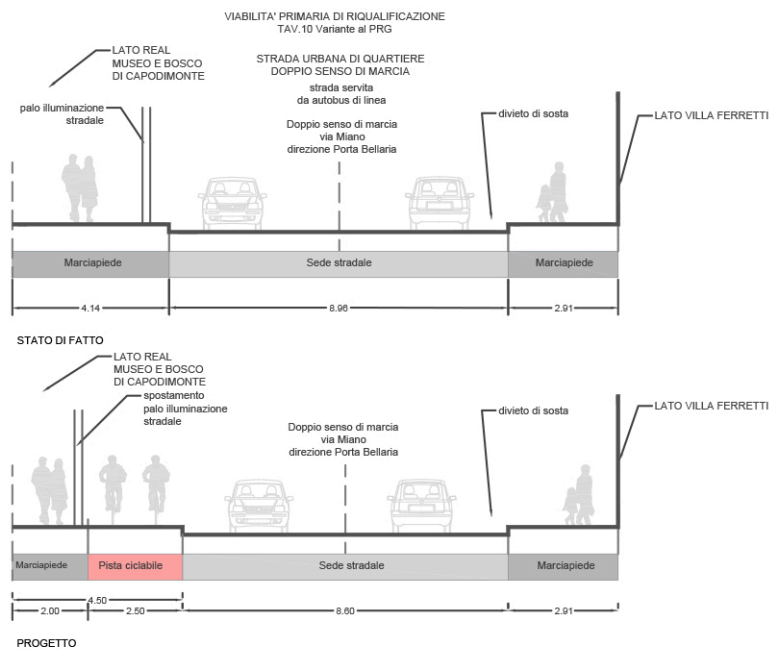 VIABILITA' PRIMARIA DI RIQUALIFICAZIONE
TAV.10 Variante al PRG
LATO REAL
MUSEO E BOSCO
DI CAPODIMONTE
STRADA URBANA DI QUARTIERE
DOPPIO SENSO DI MARCIA
strada servita
da autobus di linea
palo illuminazione
stradale
divieto di sosta
LATO VILLA FERRETTI
Doppio senso di marcia
via Miano
direzione Porta Bellaria
Marciapiede
Sede stradale
Marciapiede
4.14
8.96
2.91
STATO DI FATTO
LATO REAL
MUSEO E BOSCO
DI CAPODIMONTE
spostamento
palo illuminazione
stradale
divieto di sosta
LATO VILLA FERRETTI
Doppio senso di marcia
via Miano
direzione Porta Bellaria
Marciapiede
Pista ciclabile
Sede stradale
Marciapiede
4.50
2.00
2.50
8.60
2.91
PROGETTO